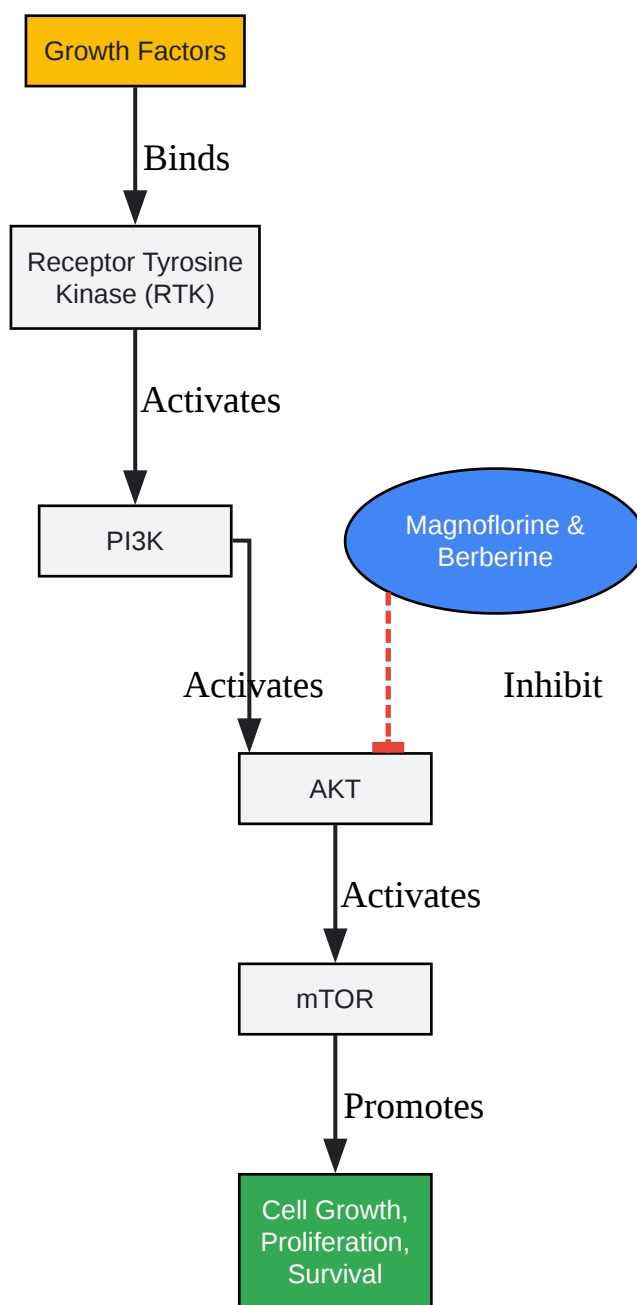 Growth Factors
Binds
Receptor Tyrosine
Kinase (RTK)
Activates
PI3K
Magnoflorine &
Berberine
Activates
Inhibit
AKT
Activates
mTOR
Promotes
Cell Growth,
Proliferation,
Survival